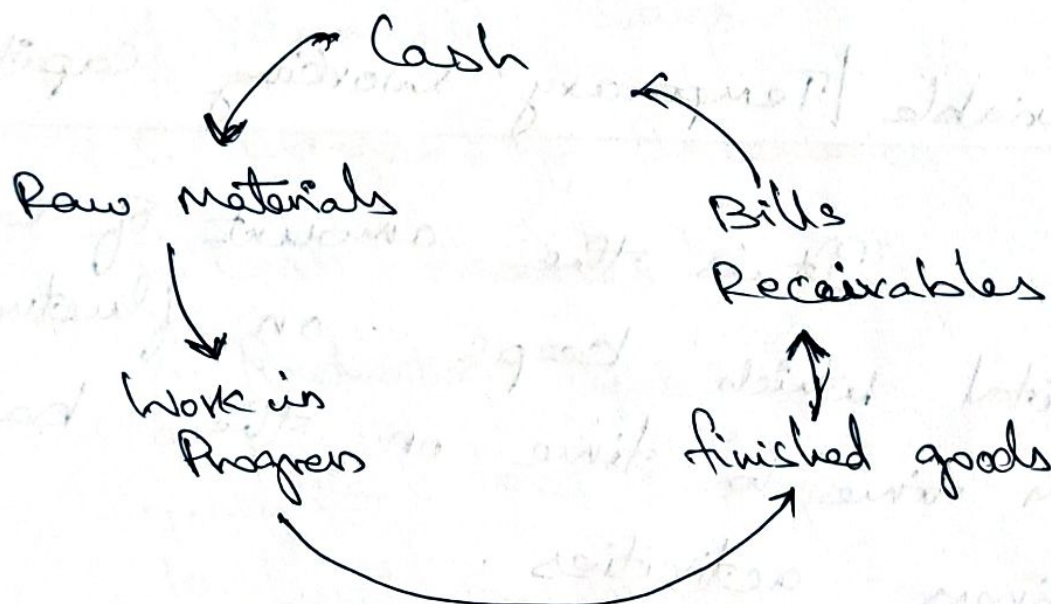 Cash
Raw Materials
Bills
Receivables
Work in
Progress
finished goods